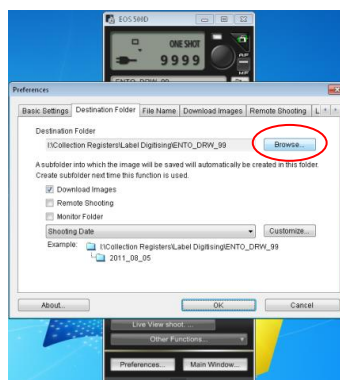 EOS 500D
ONE SHOT
9999
Preferences
Basic Settings Destination Folder File Name Download Images Remote Shooting L
Destination Folder
I:\Collection Registers\Label Digitising\ENTO_DRW_99 Browse...
A subfolder into which the image will be saved will automatically be created in this folder.
Create subfolder next time this function is used.
Download Images
Remote Shooting
Monitor Folder
Shooting Date Customize...
Example: I:\Collection Registers\Label Digitising\ENTO_DRW_99
2011_08_05
About... OK Cancel
Live View shoot. ...
Other Functions...
Preferences... Main Window...